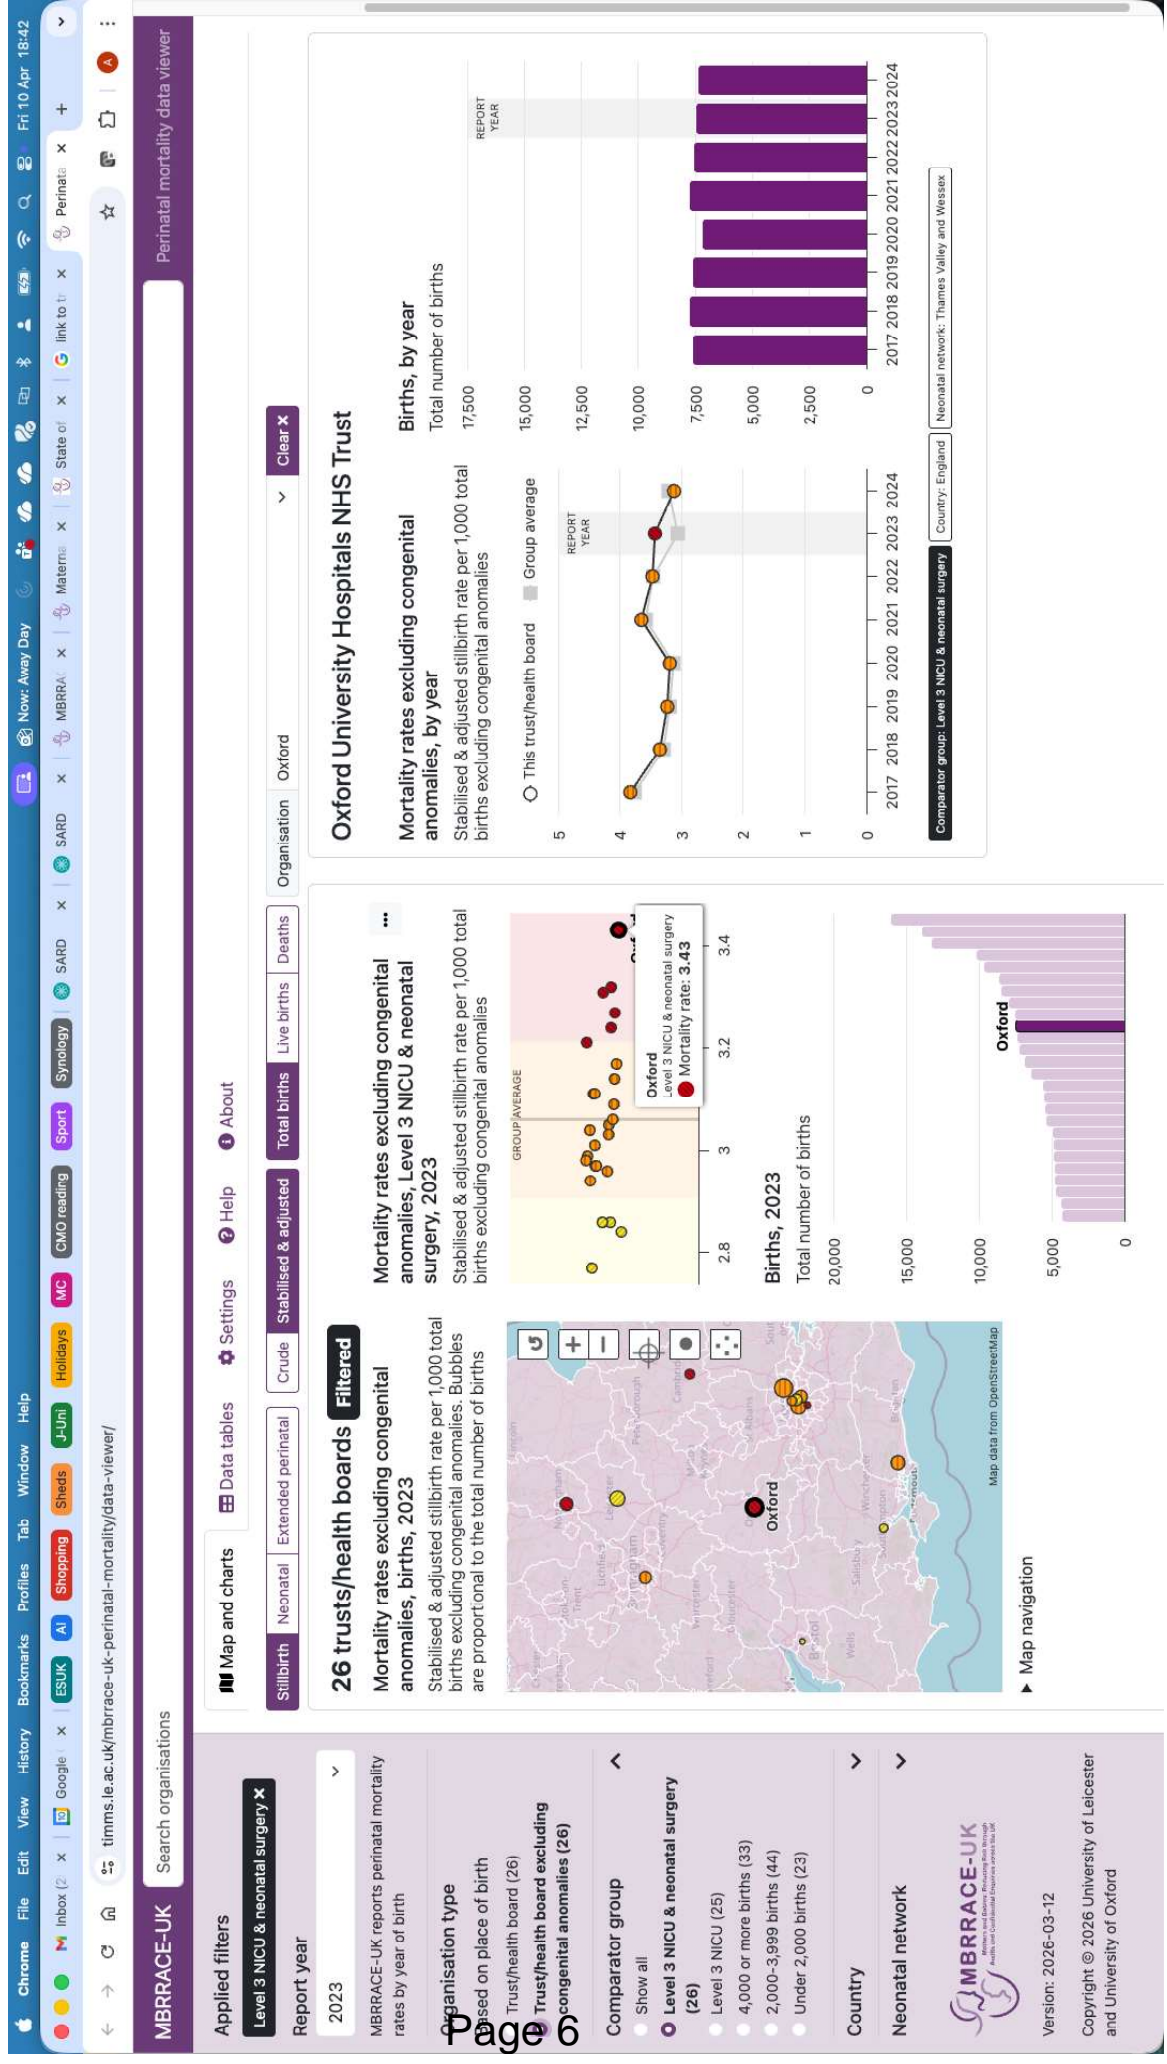 Chrome File Edit View History Bookmarks Profiles Tab Window Help
Now: Away Day
Fri 10 Apr 18:42
Inbox (2
Google
ESUK
AI
Shopping
Sheds
J-Uni
Holidays
MC
CMO reading
Sport
Synology
SARD
SARD
MBRRA
Materna
State of
link to tr
Perinata
timms.le.ac.uk/mbrrace-uk-perinatal-mortality/data-viewer/
A
MBRRACE-UK
Search organisations
Perinatal mortality data viewer
Applied filters
Level 3 NICU & neonatal surgery ×
Report year
2023
MBRRACE-UK reports perinatal mortality
rates by year of birth
Organisation type
Based on place of birth
Trust/health board (26)
Trust/health board excluding
congenital anomalies (26)
Comparator group
Show all
Level 3 NICU & neonatal surgery
(26)
Level 3 NICU (25)
4,000 or more births (33)
2,000-3,999 births (44)
Under 2,000 births (23)
Country
Neonatal network
MBRRACE-UK
Version: 2026-03-12
Copyright © 2026 University of Leicester
and University of Oxford
Map and charts
Data tables
Settings
Help
About
Stillbirth
Neonatal
Extended perinatal
Crude
Stabilised & adjusted
Total births
Live births
Deaths
Organisation
Oxford
Clear ×
26 trusts/health boards Filtered
Mortality rates excluding congenital
anomalies, births, 2023
Stabilised & adjusted stillbirth rate per 1,000 total
births excluding congenital anomalies. Bubbles
are proportional to the total number of births
Oxford
Bristol
Wells
Salisbury
Winchester
Lichfield
Peterborough
Map data from OpenStreetMap
Map navigation
Mortality rates excluding congenital
anomalies, Level 3 NICU & neonatal
surgery, 2023
Stabilised & adjusted stillbirth rate per 1,000 total
births excluding congenital anomalies
GROUP AVERAGE
Oxford
Level 3 NICU & neonatal surgery
Mortality rate: 3.43
2.8
3
3.2
3.4
Births, 2023
Total number of births
20,000
15,000
10,000
5,000
0
Oxford
Oxford University Hospitals NHS Trust
Mortality rates excluding congenital
anomalies, by year
Stabilised & adjusted stillbirth rate per 1,000 total
births excluding congenital anomalies
This trust/health board
Group average
REPORT
YEAR
5
4
3
2
1
0
2017 2018 2019 2020 2021 2022 2023 2024
Births, by year
Total number of births
REPORT
YEAR
17,500
15,000
12,500
10,000
7,500
5,000
2,500
0
2017 2018 2019 2020 2021 2022 2023 2024
Comparator group: Level 3 NICU & neonatal surgery
Country: England
Neonatal network: Thames Valley and Wessex
Page 6